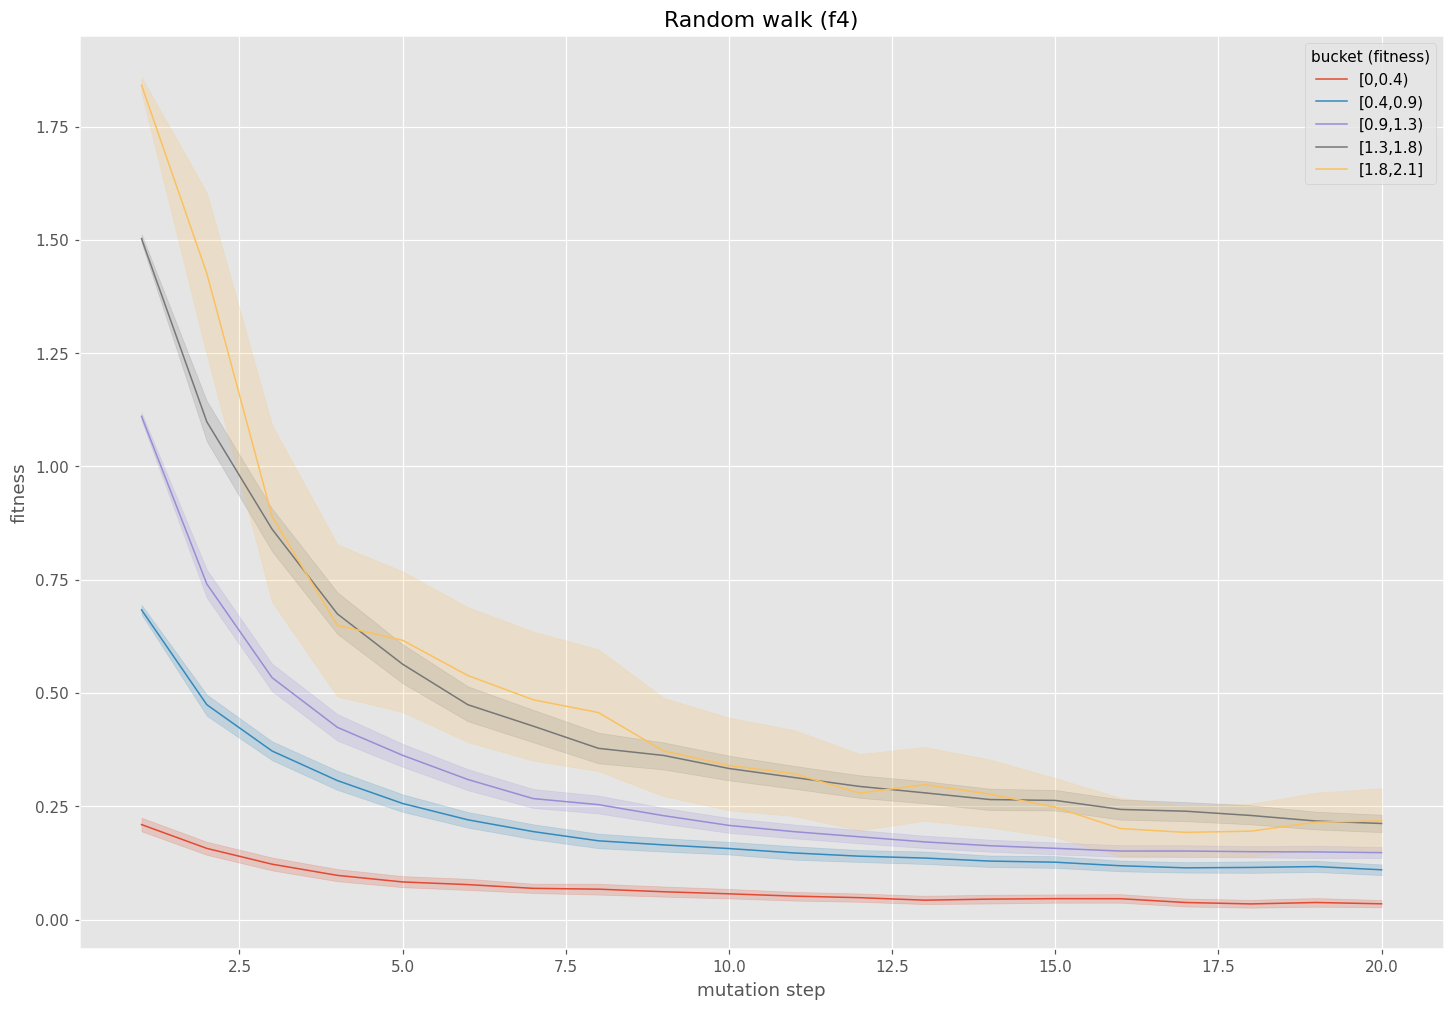 Random walk (f4)
bucket (fitness)
[0,0.4)
[0.4,0.9)
[0.9,1.3)
[1.3,1.8)
[1.8,2.1]
1.75
1.50
1.25
1.00
0.75
0.50
0.25
0.00
fitness
2.5 5.0 7.5 10.0 12.5 15.0 17.5 20.0
mutation step